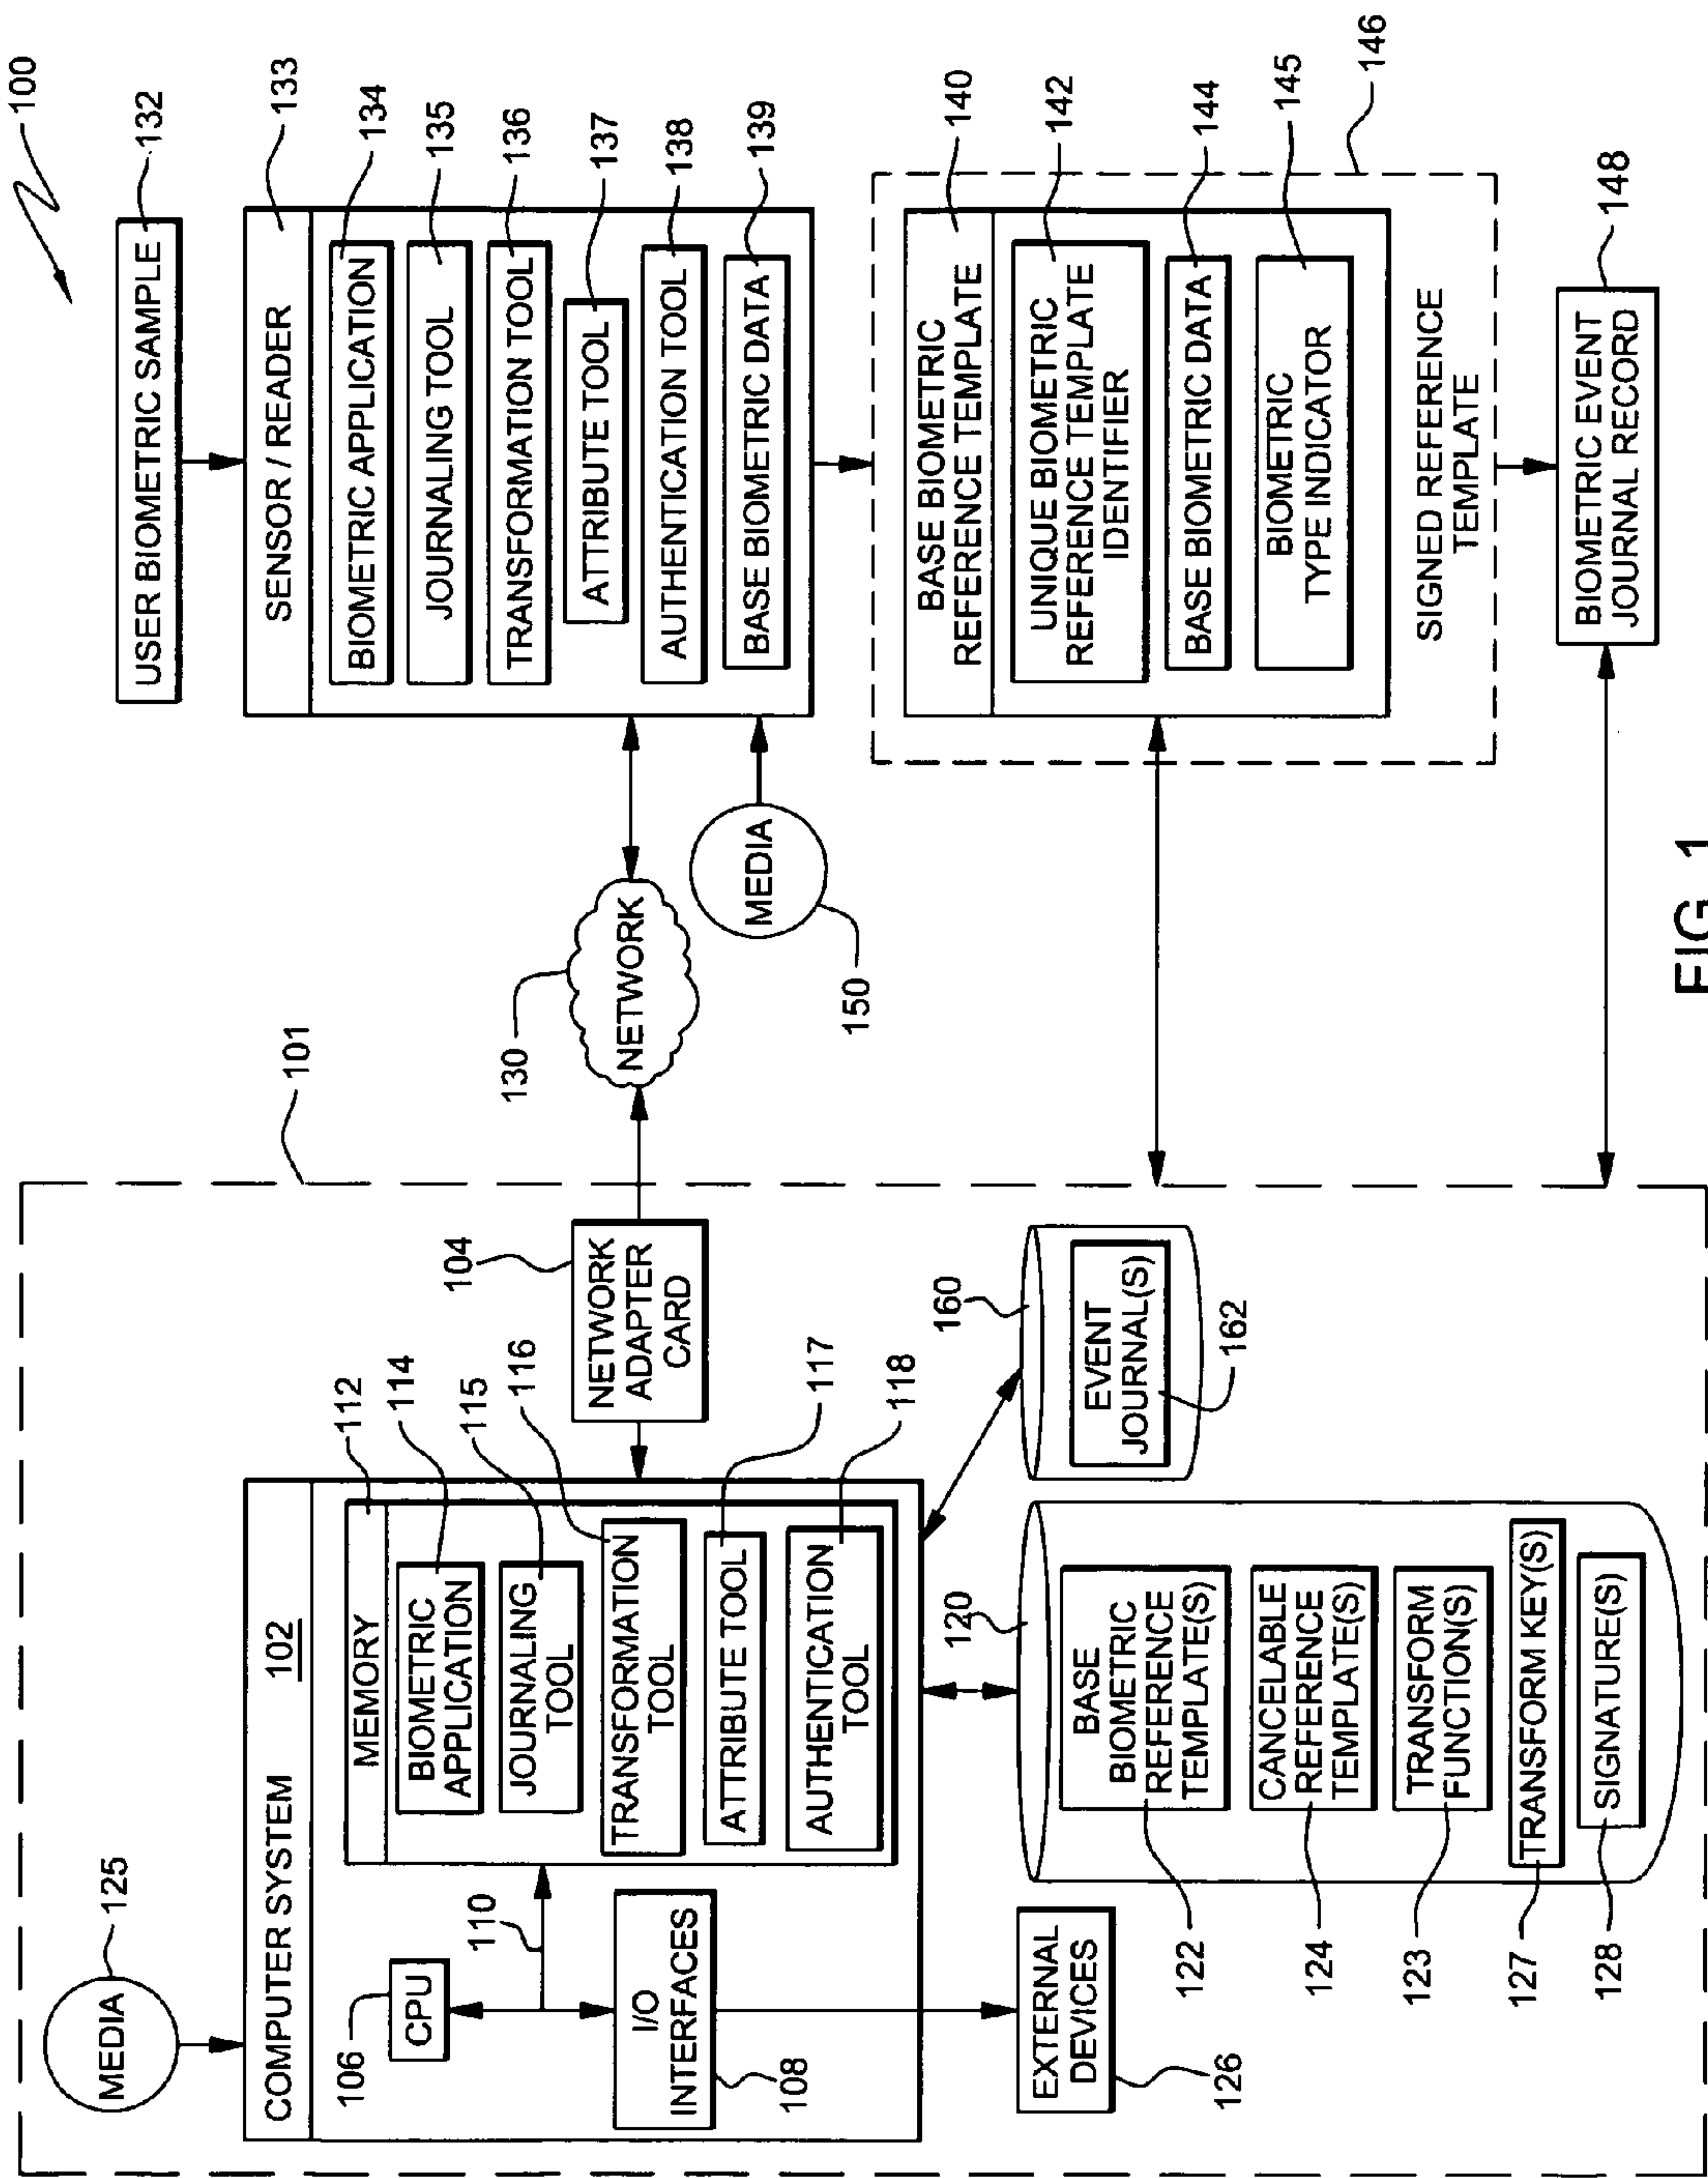 100
101
MEDIA
125
COMPUTER SYSTEM 102
106
CPU
110
I/O
INTERFACES
108
MEMORY
112
BIOMETRIC
APPLICATION
114
JOURNALING
TOOL
115
TRANSFORMATION
TOOL
116
ATTRIBUTE TOOL
117
AUTHENTICATION
TOOL
118
NETWORK
ADAPTER
CARD
104
EXTERNAL
DEVICES
126
120
BASE
BIOMETRIC
REFERENCE
TEMPLATE(S)
122
CANCELABLE
REFERENCE
TEMPLATE(S)
124
TRANSFORM
FUNCTION(S)
123
TRANSFORM KEY(S)
127
SIGNATURE(S)
128
160
EVENT
JOURNAL(S)
162
130
NETWORK
MEDIA
150
USER BIOMETRIC SAMPLE
132
SENSOR / READER
133
BIOMETRIC APPLICATION
134
JOURNALING TOOL
135
TRANSFORMATION TOOL
136
ATTRIBUTE TOOL
137
AUTHENTICATION TOOL
138
BASE BIOMETRIC DATA
139
BASE BIOMETRIC
REFERENCE TEMPLATE
140
UNIQUE BIOMETRIC
REFERENCE TEMPLATE
IDENTIFIER
142
BASE BIOMETRIC DATA
144
BIOMETRIC
TYPE INDICATOR
145
SIGNED REFERENCE
TEMPLATE
146
BIOMETRIC EVENT
JOURNAL RECORD
148
FIG. 1